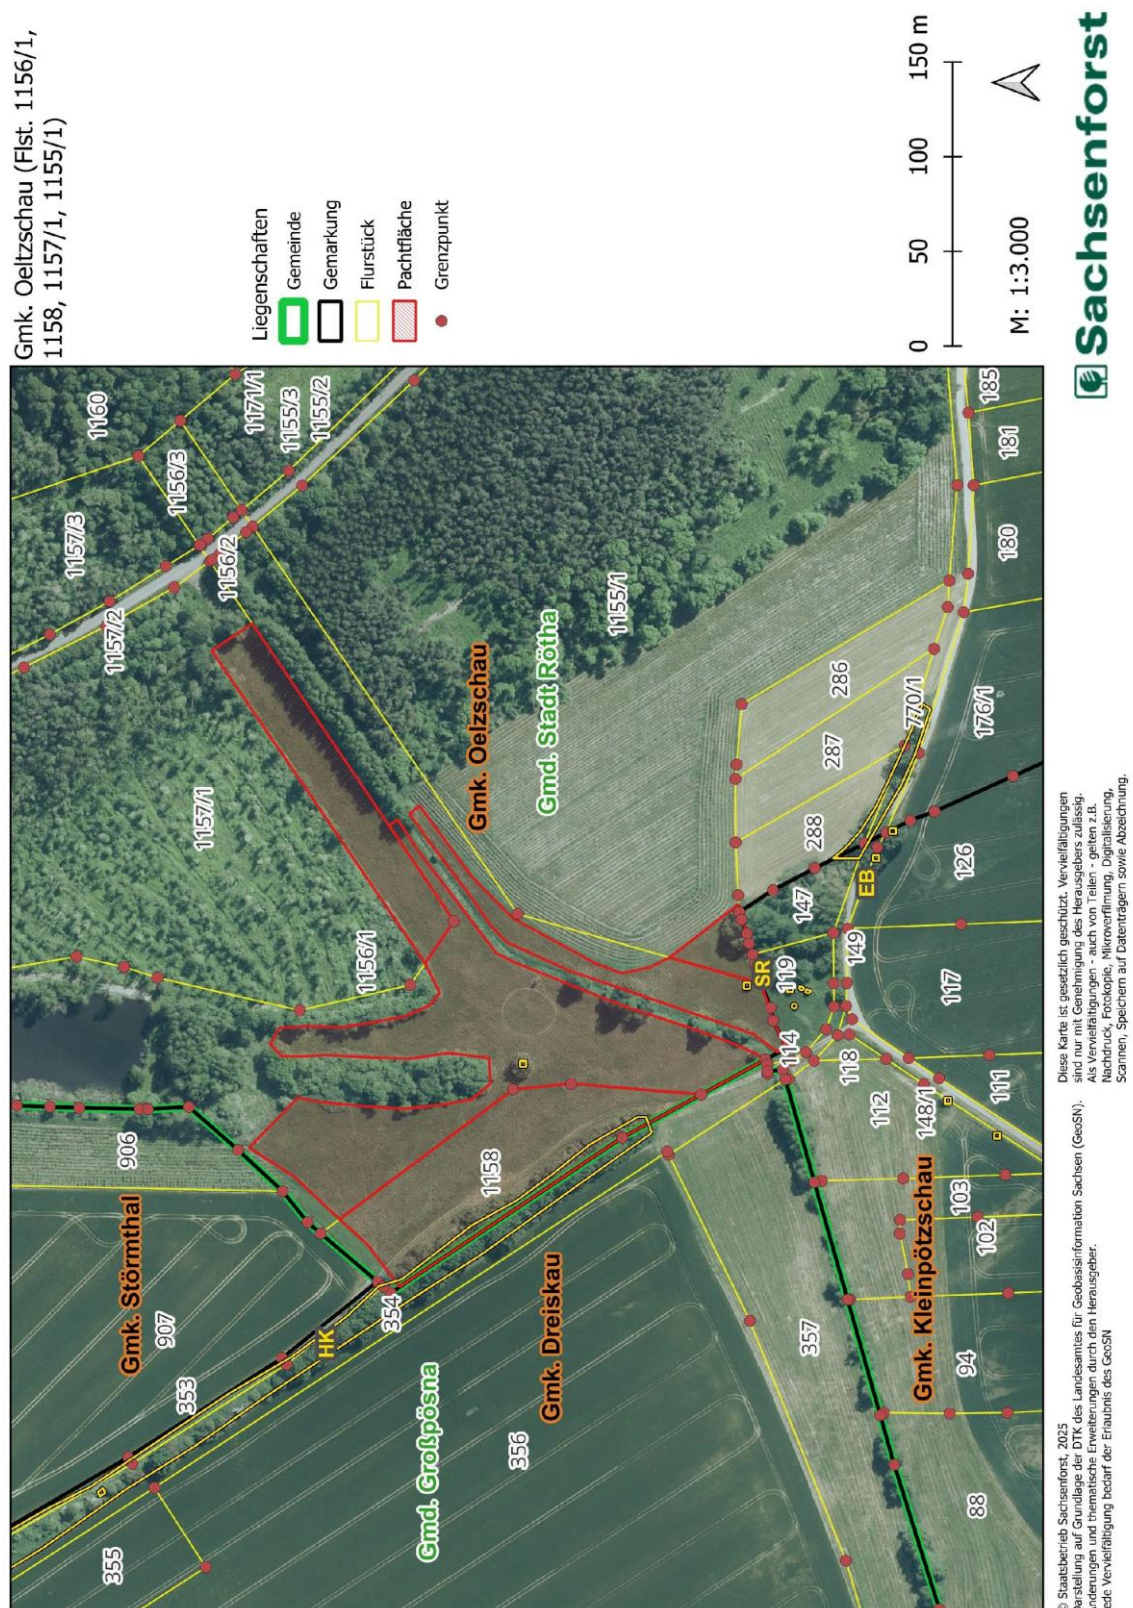 Gmk. Oeltzschau (Flst. 1156/1,
1158, 1157/1, 1155/1)
Liegenschaften
Gemeinde
Gemarkung
Flurstück
Pachtfläche
Grenzpunkt
0 50 100 150 m
M: 1:3.000
Sachsenforst
355
353
907
Gmk. Störmthal
906
HK
354
356
Gmd. Großpösna
Gmk. Dreiskau
1158
357
1156/1
1157/1
1157/2
1157/3
1156/2
1156/3
1160
1171/1
1155/3
1155/2
Gmk. Oelzschau
Gmd. Stadt Rötha
1155/1
286
287
288
770/1
147
SR
119
114
EB
149
118
112
148/1
Gmk. Kleinpötzschau
88
94
102
103
111
117
126
176/1
180
181
185
© Staatsbetrieb Sachsenforst, 2025
Darstellung auf Grundlage der DTK des Landesamtes für Geobasisinformation Sachsen (GeoSN).
Änderungen und thematische Erweiterungen durch den Herausgeber.
Jede Vervielfältigung bedarf der Erlaubnis des GeoSN
Diese Karte ist gesetzlich geschützt. Vervielfältigungen
sind nur mit Genehmigung des Herausgebers zulässig.
Als Vervielfältigungen - auch von Teilen - gelten z.B.
Nachdruck, Fotokopie, Mikroverfilmung, Digitalisierung,
Scannen, Speichern auf Datenträgern sowie Abzeichnung.